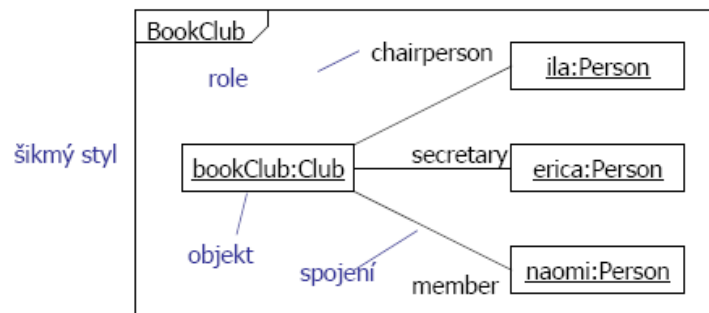 BookClub
chairperson
role
ila:Person
šikmý styl
bookClub:Club
secretary
erica:Person
objekt
spojení
member
naomi:Person